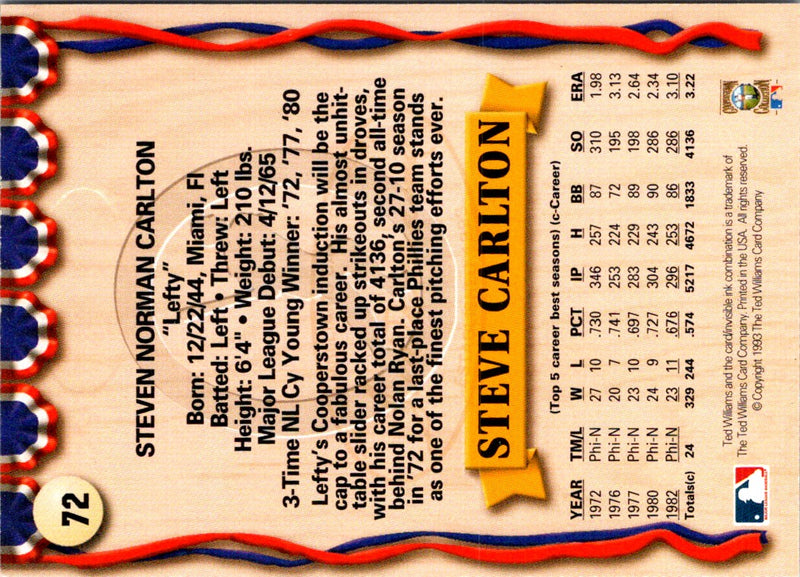 72
STEVEN NORMAN CARLTON
"Lefty"
Born: 12/22/44, Miami, Fl
Batted: Left • Threw: Left
Height: 6'4" • Weight: 210 lbs.
Major League Debut: 4/12/65
3-Time NL Cy Young Winner: '72, '77, '80
Lefty's Cooperstown induction will be the
cap to a fabulous career. His almost unhit-
table slider racked up strikeouts in droves,
with his career total of 4136, second all-time
behind Nolan Ryan. Carlton's 27-10 season
in '72 for a last-place Phillies team stands
as one of the finest pitching efforts ever.
STEVE CARLTON
(Top 5 career best seasons) (c-Career)
YEAR TM/L W L PCT IP H BB SO ERA
1972 Phi-N 27 10 .730 346 257 87 310 1.98
1976 Phi-N 20 7 .741 253 224 72 195 3.13
1977 Phi-N 23 10 .697 283 229 89 198 2.64
1980 Phi-N 24 9 .727 304 243 90 286 2.34
1982 Phi-N 23 11 .676 296 253 86 286 3.10
Totals(c) 24 329 244 .574 5217 4672 1833 4136 3.22
Ted Williams and the card/invisible ink combination is a trademark of
The Ted Williams Card Company. Printed in the USA. All rights reserved.
© Copyright 1993 The Ted Williams Card Company